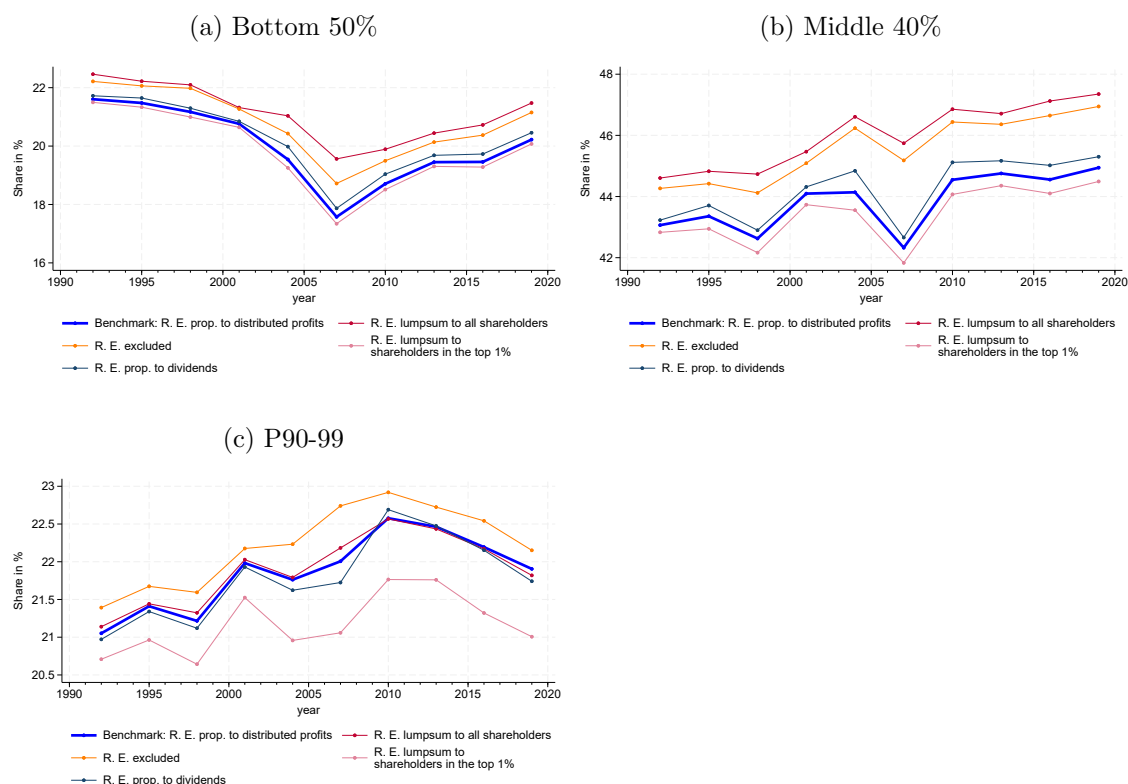 (a) Bottom 50%
(b) Middle 40%
22
20
18
16
Share in %
1990 1995 2000 2005 2010 2015 2020
year
Benchmark: R. E. prop. to distributed profits
R. E. excluded
R. E. prop. to dividends
R. E. lumpsum to all shareholders
R. E. lumpsum to
shareholders in the top 1%
48
46
44
42
Share in %
1990 1995 2000 2005 2010 2015 2020
year
Benchmark: R. E. prop. to distributed profits
R. E. excluded
R. E. prop. to dividends
R. E. lumpsum to all shareholders
R. E. lumpsum to
shareholders in the top 1%
(c) P90-99
23
22.5
22
21.5
21
20.5
Share in %
1990 1995 2000 2005 2010 2015 2020
year
Benchmark: R. E. prop. to distributed profits
R. E. excluded
R. E. prop. to dividends
R. E. lumpsum to all shareholders
R. E. lumpsum to
shareholders in the top 1%